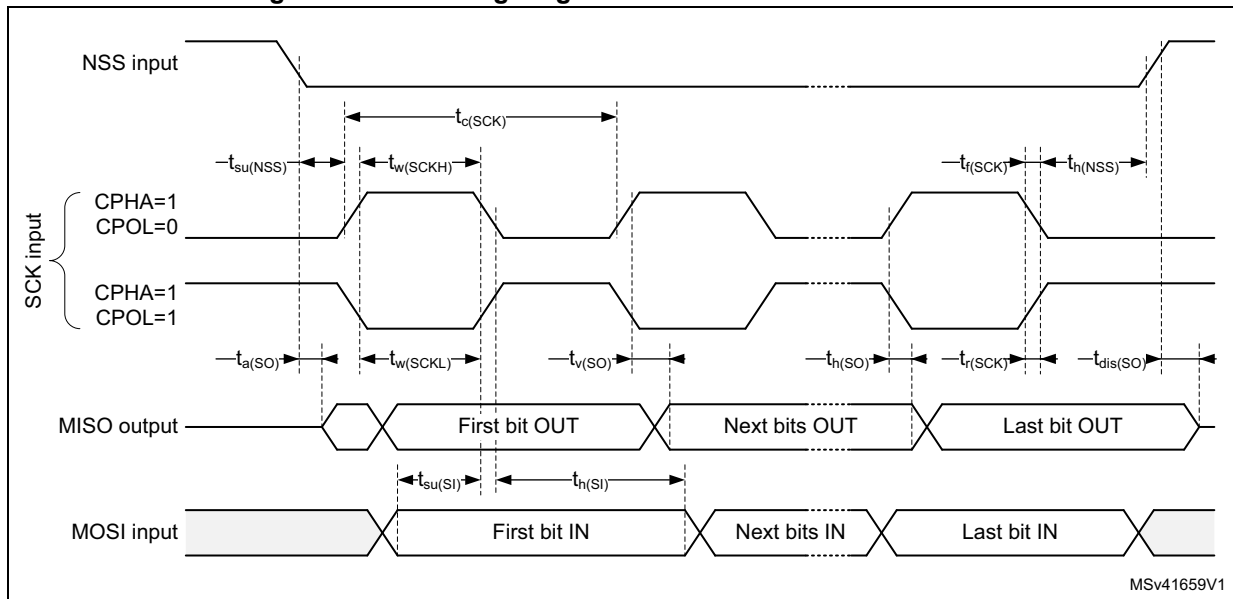 NSS input
tc(SCK)
tsu(NSS) tw(SCKH) tf(SCK) th(NSS)
SCK input
CPHA=1
CPOL=0
CPHA=1
CPOL=1
ta(SO) tw(SCKL) tv(SO) th(SO) tr(SCK) tdis(SO)
MISO output First bit OUT Next bits OUT Last bit OUT
tsu(SI) th(SI)
MOSI input First bit IN Next bits IN Last bit IN
MSv41659V1